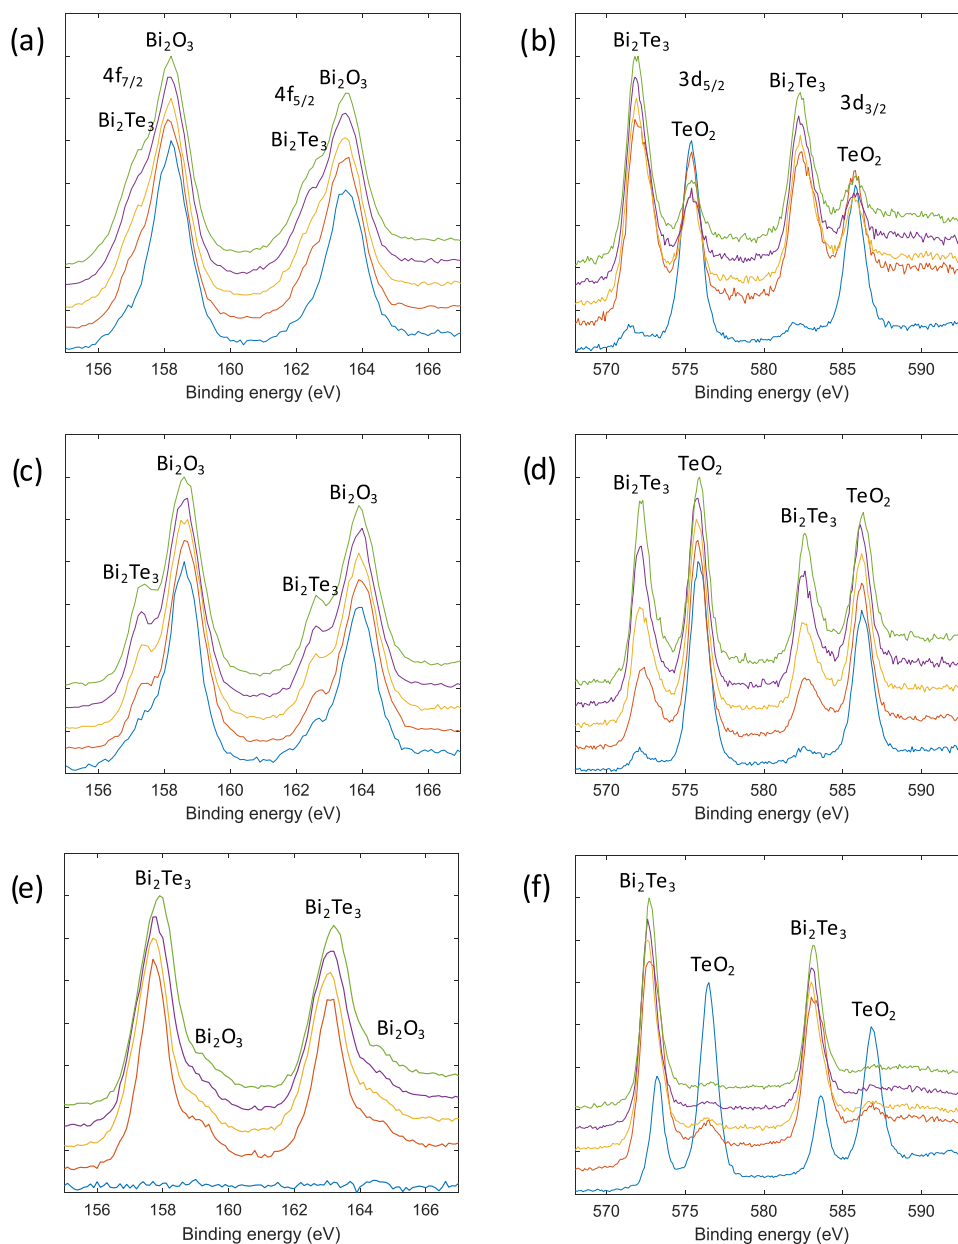 (a)
Bi₂O₃
4f₇/₂
Bi₂Te₃
4f₅/₂
Bi₂O₃
Bi₂Te₃
156 158 160 162 164 166
Binding energy (eV)
(b)
Bi₂Te₃
3d₅/₂
TeO₂
Bi₂Te₃
3d₃/₂
TeO₂
570 575 580 585 590
Binding energy (eV)
(c)
Bi₂O₃
Bi₂Te₃
Bi₂O₃
Bi₂Te₃
156 158 160 162 164 166
Binding energy (eV)
(d)
Bi₂Te₃
TeO₂
Bi₂Te₃
TeO₂
570 575 580 585 590
Binding energy (eV)
(e)
Bi₂Te₃
Bi₂O₃
Bi₂Te₃
Bi₂O₃
156 158 160 162 164 166
Binding energy (eV)
(f)
Bi₂Te₃
TeO₂
Bi₂Te₃
TeO₂
570 575 580 585 590
Binding energy (eV)